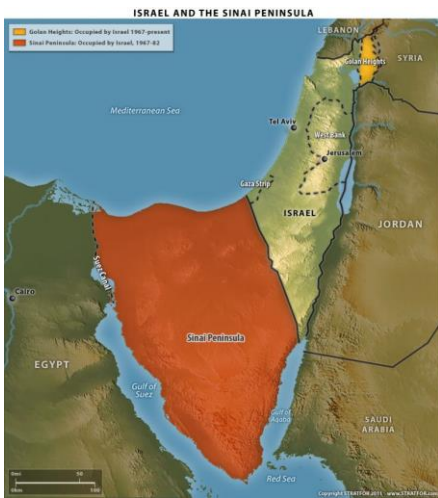 ISRAEL AND THE SINAI PENINSULA
Golan Heights: Occupied by Israel 1967-present
Sinai Peninsula: Occupied by Israel, 1967-82
LEBANON
Golan Heights
SYRIA
Mediterranean Sea
Tel Aviv
West Bank
Jerusalem
Gaza Strip
ISRAEL
JORDAN
Suez Canal
Cairo
Sinai Peninsula
EGYPT
Gulf of
Suez
Gulf of
Aqaba
SAUDI
ARABIA
Red Sea
Copyright STRATFOR 2011 www.STRATFOR.com